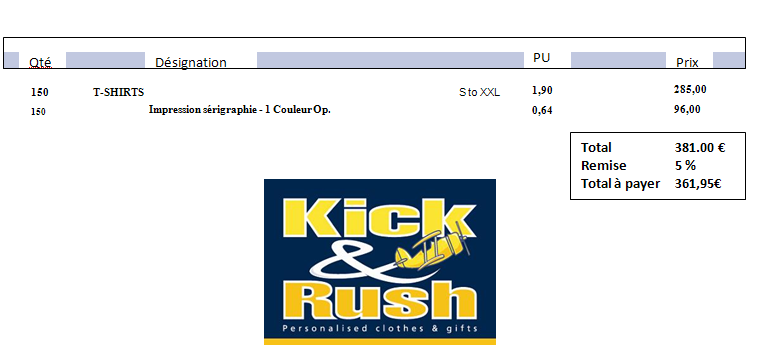 Qté Désignation PU Prix
150 T-SHIRTS S to XXL 1,90 285,00
150 Impression sérigraphie - 1 Couleur Op. 0,64 96,00
Total 381.00 €
Remise 5 %
Total à payer 361,95€
Kick
&
Rush
Personalised clothes & gifts